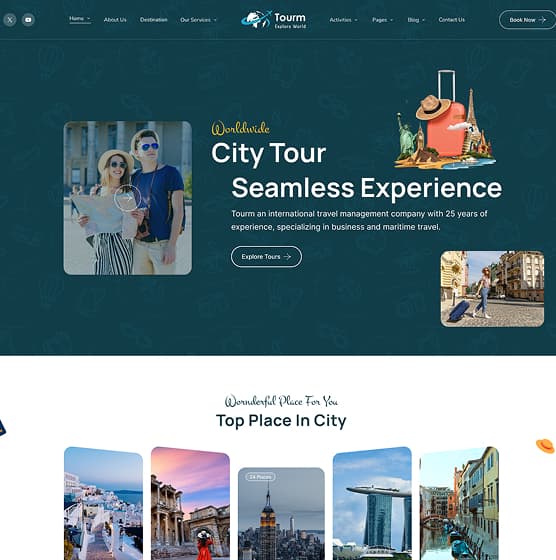 Home
About Us
Destination
Our Services
Tourm
Explore World
Activities
Pages
Blog
Contact Us
Book Now
Worldwide
City Tour
Seamless Experience
Tourm an international travel management company with 25 years of
experience, specializing in business and maritime travel.
Explore Tours
Wornderful Place For You
Top Place In City
24 Places